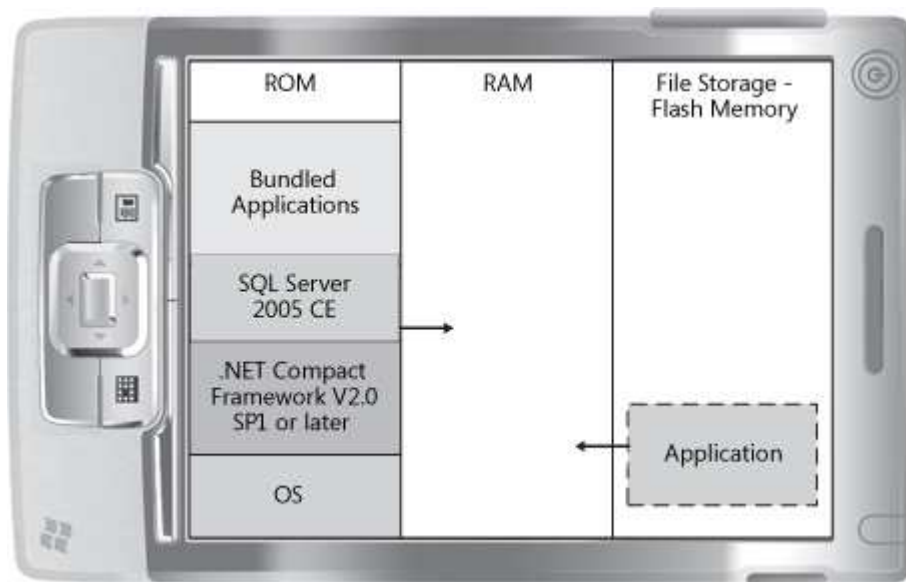 ROM
RAM
File Storage -
Flash Memory
Bundled
Applications
SQL Server
2005 CE
.NET Compact
Framework V2.0
SP1 or later
OS
Application